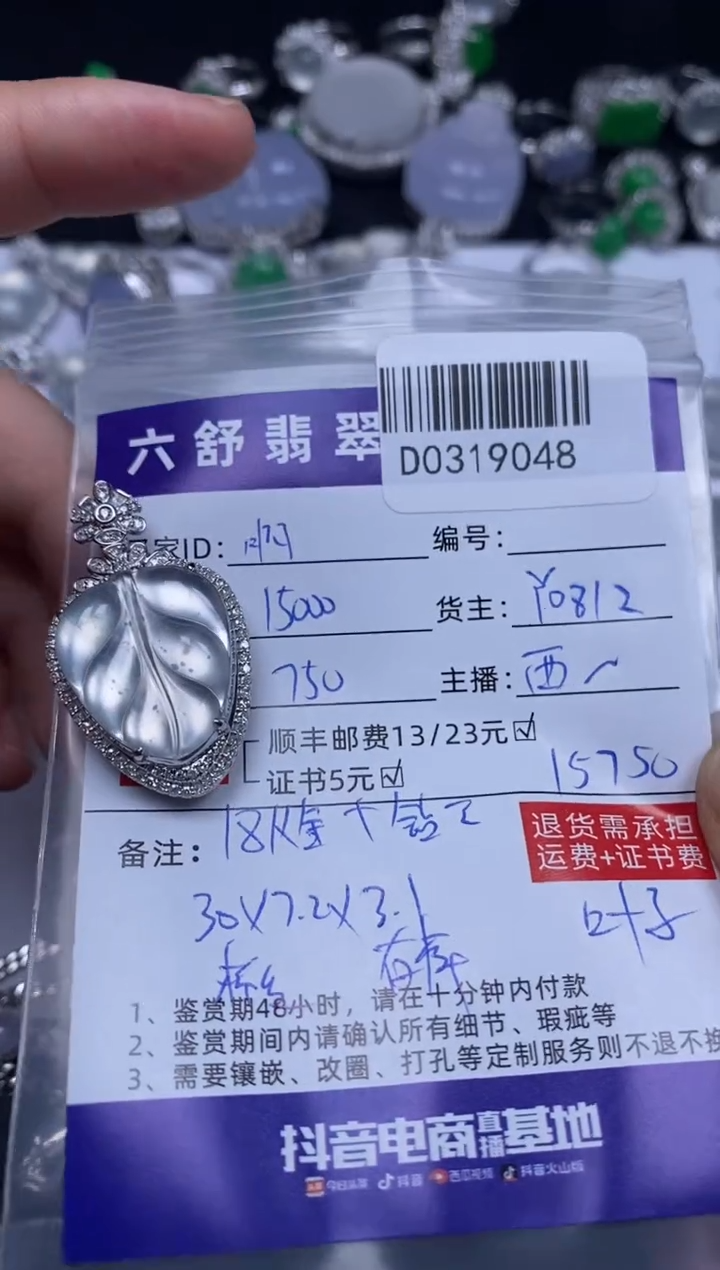 六舒翡翠
D0319048
家ID: 啊 编号:
15000 货主: Y0812
750 主播: 西
顺丰邮费13/23元☑
证书5元☑ 15750
备注: 18K金十钻石
退货需承担
运费+证书费
30X7.2X3.1 叶子
1、鉴赏期48小时，请在十分钟内付款
2、鉴赏期间内请确认所有细节、瑕疵等
3、需要镶嵌、改圈、打孔等定制服务则不退不换
抖音电商直播基地
今日头条 抖音 西瓜视频 抖音火山版